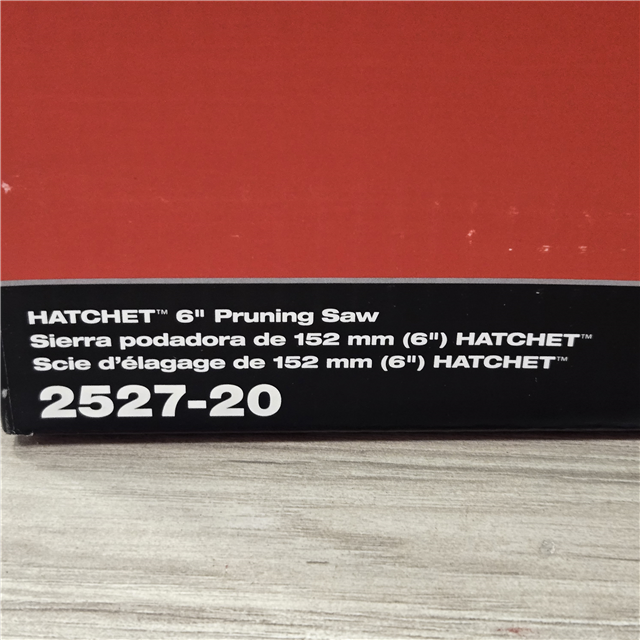 HATCHET™ 6" Pruning Saw
Sierra podadora de 152 mm (6") HATCHET™
Scie d'élagage de 152 mm (6") HATCHET™
2527-20